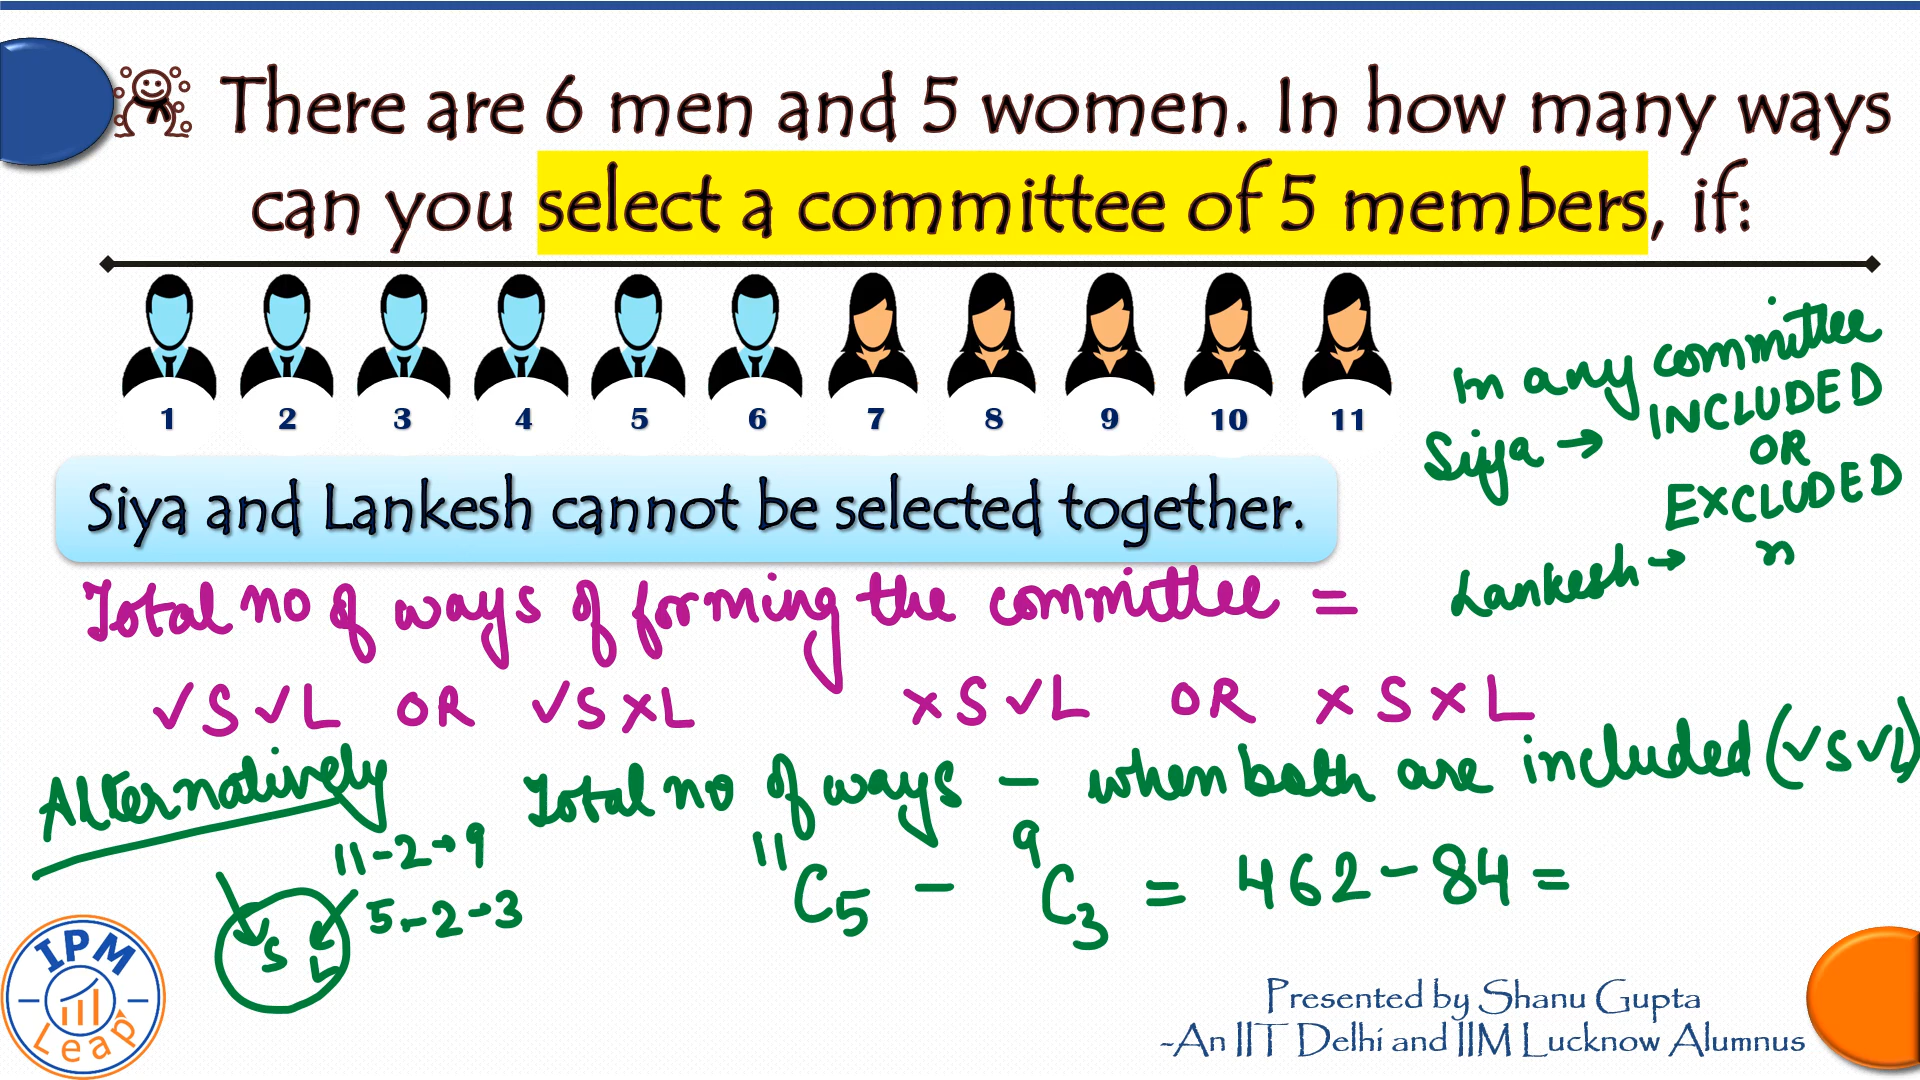 There are 6 men and 5 women. In how many ways
can you select a committee of 5 members, if:
1 2 3 4 5 6 7 8 9 10 11
In any committee
Siya → INCLUDED
OR
EXCLUDED
Lankesh → "
Siya and Lankesh cannot be selected together.
Total no of ways of forming the committee =
✓S ✓L OR ✓S ×L ×S ✓L OR ×S ×L
Alternatively Total no of ways – when both are included (✓S✓L)
11-2→9
5-2→3
S L
¹¹C₅ – ⁹C₃ = 462 – 84 =
IPM
Leap
Presented by Shanu Gupta
-An IIT Delhi and IIM Lucknow Alumnus